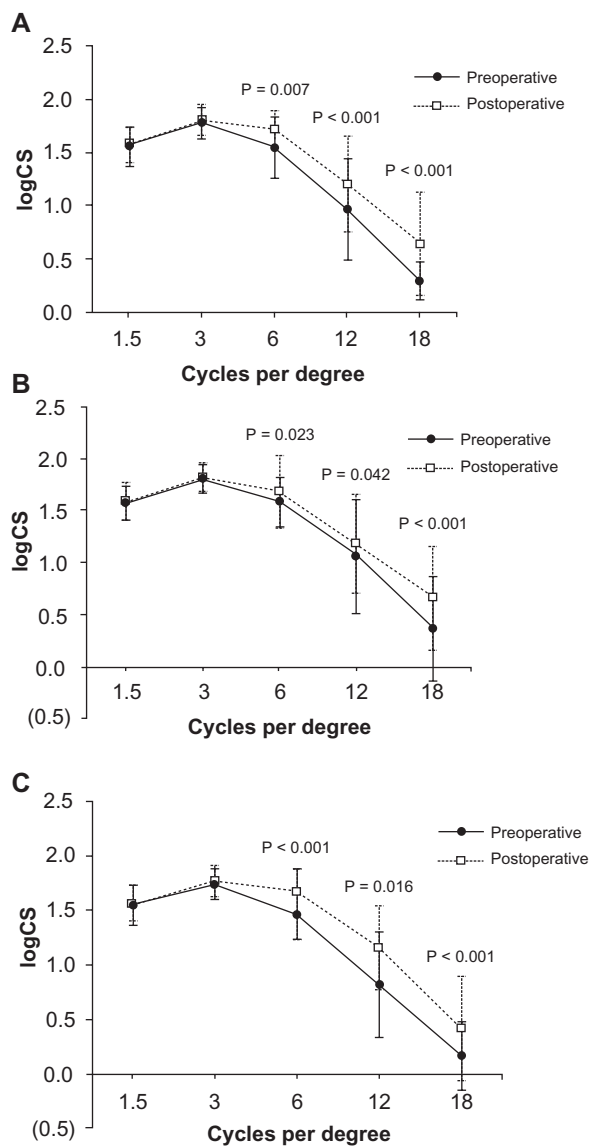 A
2.5
2.0
1.5
1.0
0.5
0.0
logCS
P = 0.007
P < 0.001
P < 0.001
Preoperative
Postoperative
1.5 3 6 12 18
Cycles per degree
B
2.5
2.0
1.5
1.0
0.5
0.0
(0.5)
logCS
P = 0.023
P = 0.042
P < 0.001
Preoperative
Postoperative
1.5 3 6 12 18
Cycles per degree
C
2.5
2.0
1.5
1.0
0.5
0.0
(0.5)
logCS
P < 0.001
P = 0.016
P < 0.001
Preoperative
Postoperative
1.5 3 6 12 18
Cycles per degree